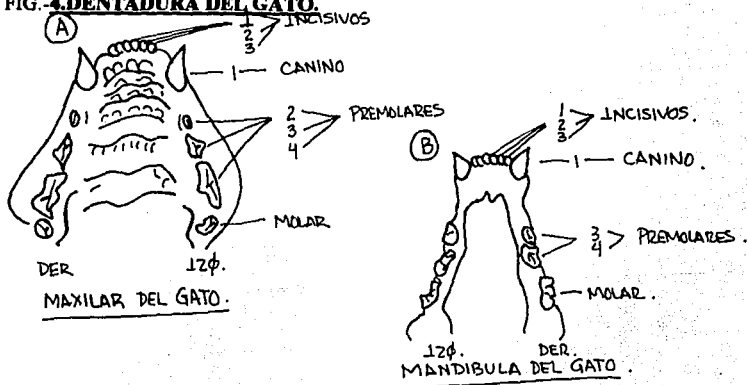 FIG.-4.DENTADURA DEL GATO.
A
1
2
3
INCISIVOS
1
CANINO
2
3
4
PREMOLARES
MOLAR
DER
IZQ.
MAXILAR DEL GATO.
B
1
2
3
INCISIVOS.
1
CANINO.
3
4
PREMOLARES.
MOLAR.
IZQ.
DER.
MANDIBULA DEL GATO.